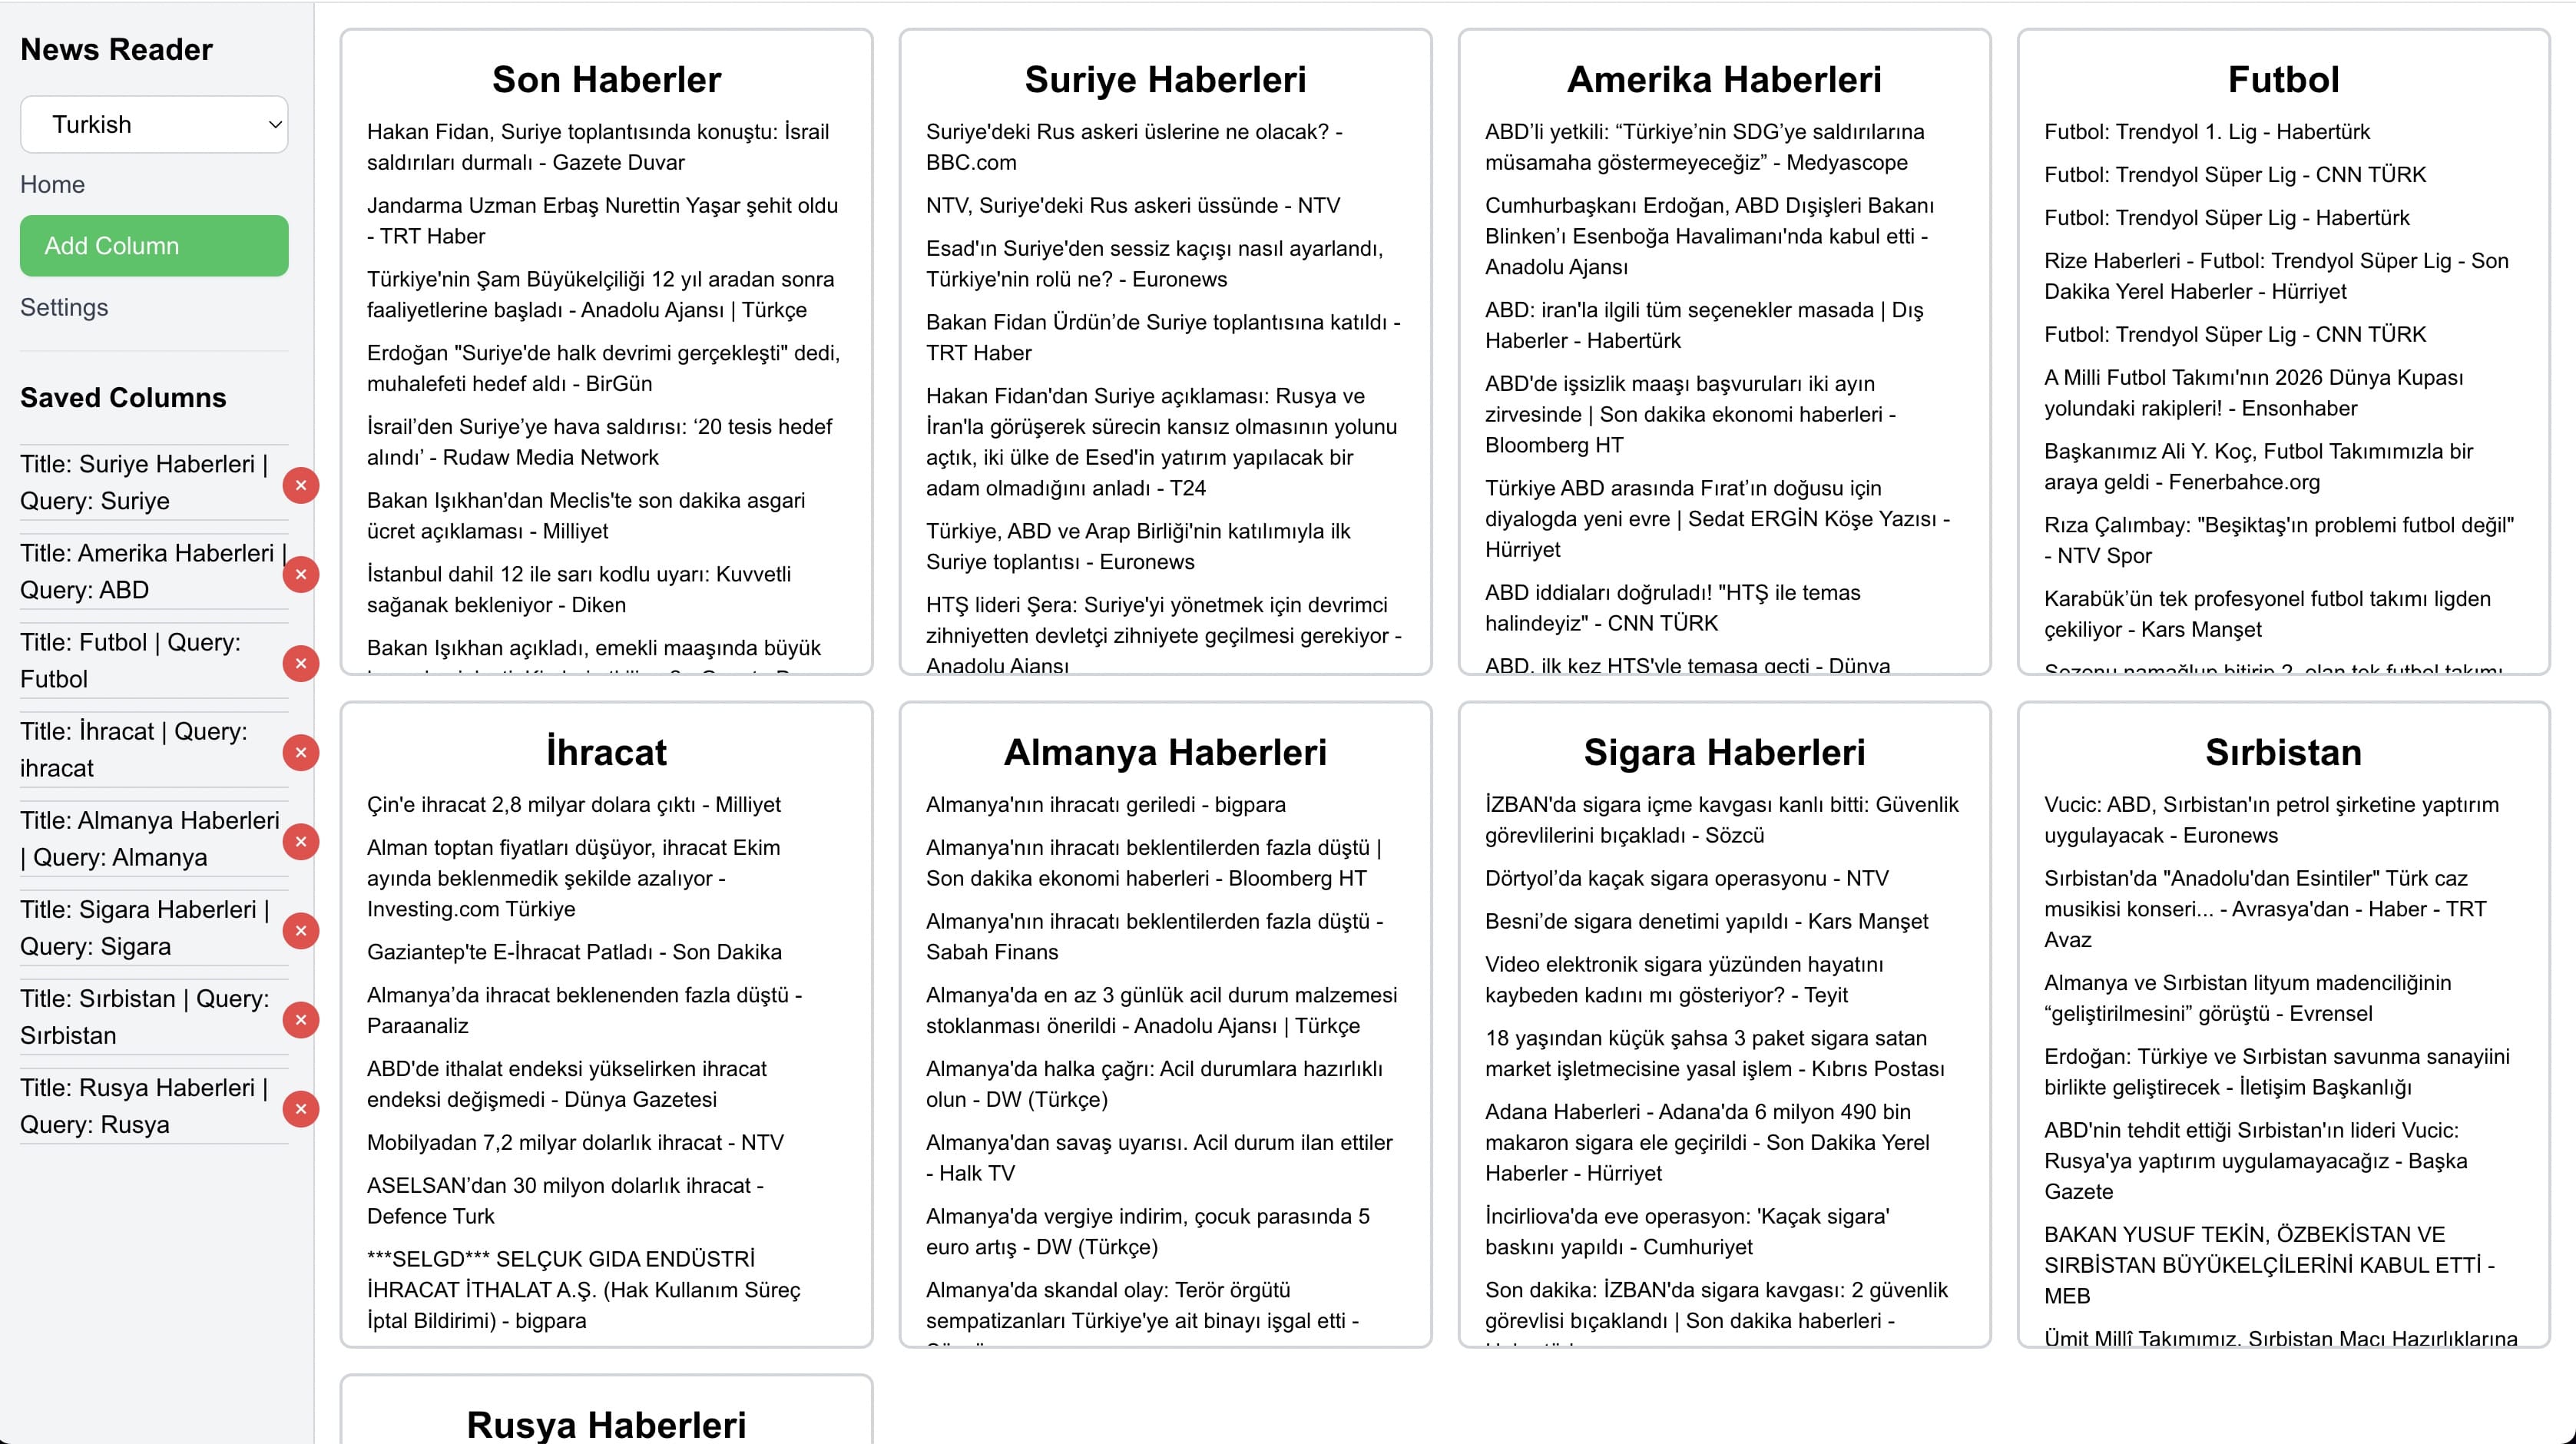 News Reader
Turkish
Home
Add Column
Settings
Saved Columns
Title: Suriye Haberleri |
Query: Suriye
Title: Amerika Haberleri |
Query: ABD
Title: Futbol | Query:
Futbol
Title: İhracat | Query:
ihracat
Title: Almanya Haberleri
| Query: Almanya
Title: Sigara Haberleri |
Query: Sigara
Title: Sırbistan | Query:
Sırbistan
Title: Rusya Haberleri |
Query: Rusya
Son Haberler
Hakan Fidan, Suriye toplantısında konuştu: İsrail
saldırıları durmalı - Gazete Duvar
Jandarma Uzman Erbaş Nurettin Yaşar şehit oldu
- TRT Haber
Türkiye'nin Şam Büyükelçiliği 12 yıl aradan sonra
faaliyetlerine başladı - Anadolu Ajansı | Türkçe
Erdoğan "Suriye'de halk devrimi gerçekleşti" dedi,
muhalefeti hedef aldı - BirGün
İsrail’den Suriye’ye hava saldırısı: ‘20 tesis hedef
alındı’ - Rudaw Media Network
Bakan Işıkhan'dan Meclis'te son dakika asgari
ücret açıklaması - Milliyet
İstanbul dahil 12 ile sarı kodlu uyarı: Kuvvetli
sağanak bekleniyor - Diken
Bakan Işıkhan açıkladı, emekli maaşında büyük
Suriye Haberleri
Suriye'deki Rus askeri üslerine ne olacak? -
BBC.com
NTV, Suriye'deki Rus askeri üssünde - NTV
Esad'ın Suriye'den sessiz kaçışı nasıl ayarlandı,
Türkiye'nin rolü ne? - Euronews
Bakan Fidan Ürdün’de Suriye toplantısına katıldı -
TRT Haber
Hakan Fidan'dan Suriye açıklaması: Rusya ve
İran'la görüşerek sürecin kansız olmasının yolunu
açtık, iki ülke de Esed'in yatırım yapılacak bir
adam olmadığını anladı - T24
Türkiye, ABD ve Arap Birliği'nin katılımıyla ilk
Suriye toplantısı - Euronews
HTŞ lideri Şera: Suriye'yi yönetmek için devrimci
zihniyetten devletçi zihniyete geçilmesi gerekiyor -
Anadolu Ajansı
Amerika Haberleri
ABD’li yetkili: “Türkiye’nin SDG’ye saldırılarına
müsamaha göstermeyeceğiz” - Medyascope
Cumhurbaşkanı Erdoğan, ABD Dışişleri Bakanı
Blinken’ı Esenboğa Havalimanı'nda kabul etti -
Anadolu Ajansı
ABD: iran'la ilgili tüm seçenekler masada | Dış
Haberler - Habertürk
ABD'de işsizlik maaşı başvuruları iki ayın
zirvesinde | Son dakika ekonomi haberleri -
Bloomberg HT
Türkiye ABD arasında Fırat’ın doğusu için
diyalogda yeni evre | Sedat ERGİN Köşe Yazısı -
Hürriyet
ABD iddiaları doğruladı! "HTŞ ile temas
halindeyiz" - CNN TÜRK
ABD, ilk kez HTŞ'yle temasa geçti - Dünya
Futbol
Futbol: Trendyol 1. Lig - Habertürk
Futbol: Trendyol Süper Lig - CNN TÜRK
Futbol: Trendyol Süper Lig - Habertürk
Rize Haberleri - Futbol: Trendyol Süper Lig - Son
Dakika Yerel Haberler - Hürriyet
Futbol: Trendyol Süper Lig - CNN TÜRK
A Milli Futbol Takımı'nın 2026 Dünya Kupası
yolundaki rakipleri! - Ensonhaber
Başkanımız Ali Y. Koç, Futbol Takımımızla bir
araya geldi - Fenerbahce.org
Rıza Çalımbay: "Beşiktaş'ın problemi futbol değil"
- NTV Spor
Karabük’ün tek profesyonel futbol takımı ligden
çekiliyor - Kars Manşet
Sezonu namağlup bitirip 2. olan tek futbol takımı
İhracat
Çin'e ihracat 2,8 milyar dolara çıktı - Milliyet
Alman toptan fiyatları düşüyor, ihracat Ekim
ayında beklenmedik şekilde azalıyor -
Investing.com Türkiye
Gaziantep'te E-İhracat Patladı - Son Dakika
Almanya’da ihracat beklenenden fazla düştü -
Paraanaliz
ABD'de ithalat endeksi yükselirken ihracat
endeksi değişmedi - Dünya Gazetesi
Mobilyadan 7,2 milyar dolarlık ihracat - NTV
ASELSAN’dan 30 milyon dolarlık ihracat -
Defence Turk
***SELGD*** SELÇUK GIDA ENDÜSTRİ
İHRACAT İTHALAT A.Ş. (Hak Kullanım Süreç
İptal Bildirimi) - bigpara
Almanya Haberleri
Almanya'nın ihracatı geriledi - bigpara
Almanya'nın ihracatı beklentilerden fazla düştü |
Son dakika ekonomi haberleri - Bloomberg HT
Almanya'nın ihracatı beklentilerden fazla düştü -
Sabah Finans
Almanya'da en az 3 günlük acil durum malzemesi
stoklanması önerildi - Anadolu Ajansı | Türkçe
Almanya'da halka çağrı: Acil durumlara hazırlıklı
olun - DW (Türkçe)
Almanya'dan savaş uyarısı. Acil durum ilan ettiler
- Halk TV
Almanya'da vergiye indirim, çocuk parasında 5
euro artış - DW (Türkçe)
Almanya'da skandal olay: Terör örgütü
sempatizanları Türkiye'ye ait binayı işgal etti -
Sigara Haberleri
İZBAN'da sigara içme kavgası kanlı bitti: Güvenlik
görevlilerini bıçakladı - Sözcü
Dörtyol’da kaçak sigara operasyonu - NTV
Besni’de sigara denetimi yapıldı - Kars Manşet
Video elektronik sigara yüzünden hayatını
kaybeden kadını mı gösteriyor? - Teyit
18 yaşından küçük şahsa 3 paket sigara satan
market işletmecisine yasal işlem - Kıbrıs Postası
Adana Haberleri - Adana'da 6 milyon 490 bin
makaron sigara ele geçirildi - Son Dakika Yerel
Haberler - Hürriyet
İncirliova'da eve operasyon: 'Kaçak sigara'
baskını yapıldı - Cumhuriyet
Son dakika: İZBAN'da sigara kavgası: 2 güvenlik
görevlisi bıçaklandı | Son dakika haberleri -
Sırbistan
Vucic: ABD, Sırbistan'ın petrol şirketine yaptırım
uygulayacak - Euronews
Sırbistan'da "Anadolu'dan Esintiler" Türk caz
musikisi konseri... - Avrasya'dan - Haber - TRT
Avaz
Almanya ve Sırbistan lityum madenciliğinin
“geliştirilmesini” görüştü - Evrensel
Erdoğan: Türkiye ve Sırbistan savunma sanayiini
birlikte geliştirecek - İletişim Başkanlığı
ABD'nin tehdit ettiği Sırbistan'ın lideri Vucic:
Rusya'ya yaptırım uygulamayacağız - Başka
Gazete
BAKAN YUSUF TEKİN, ÖZBEKİSTAN VE
SIRBİSTAN BÜYÜKELÇİLERİNİ KABUL ETTİ -
MEB
Ümit Millî Takımımız, Sırbistan Maçı Hazırlıklarına
Rusya Haberleri